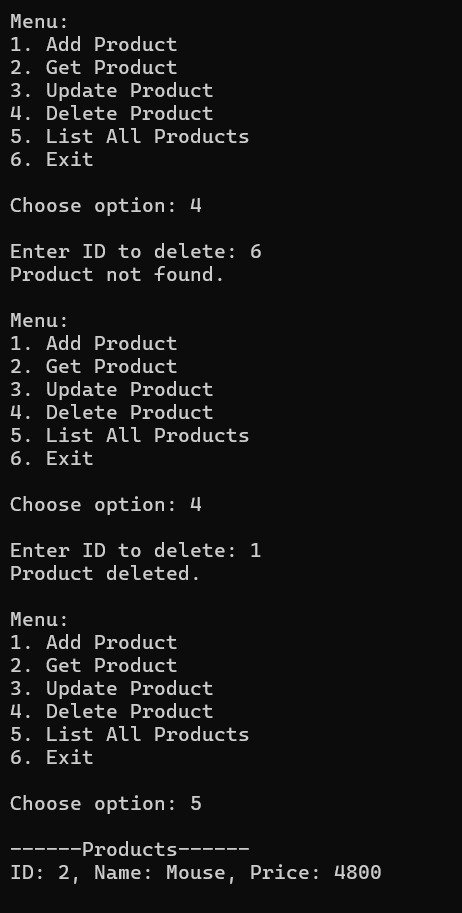 Menu:
1. Add Product
2. Get Product
3. Update Product
4. Delete Product
5. List All Products
6. Exit
Choose option: 4
Enter ID to delete: 6
Product not found.
Menu:
1. Add Product
2. Get Product
3. Update Product
4. Delete Product
5. List All Products
6. Exit
Choose option: 4
Enter ID to delete: 1
Product deleted.
Menu:
1. Add Product
2. Get Product
3. Update Product
4. Delete Product
5. List All Products
6. Exit
Choose option: 5
------Products------
ID: 2, Name: Mouse, Price: 4800